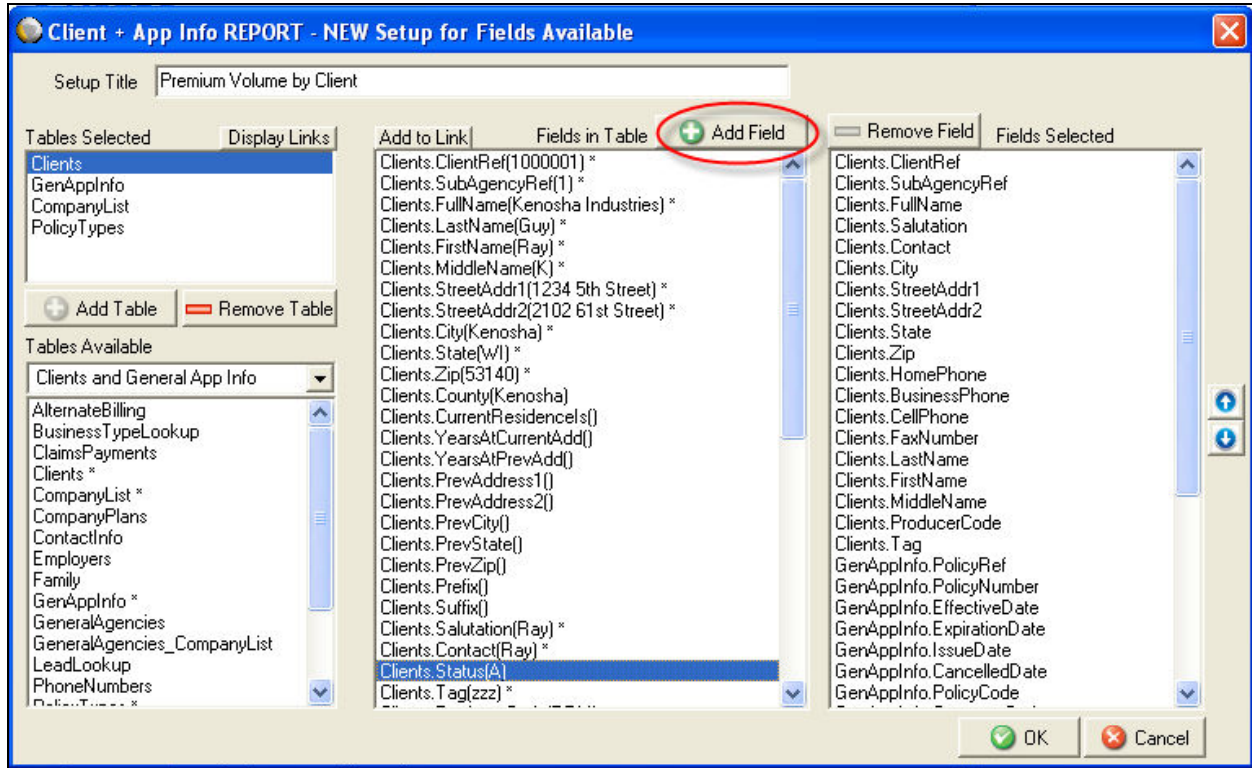 Client + App Info REPORT - NEW Setup for Fields Available
Setup Title Premium Volume by Client
Tables Selected Display Links
Clients
GenAppInfo
CompanyList
PolicyTypes
Add Table Remove Table
Tables Available
Clients and General App Info
AlternateBilling
BusinessTypeLookup
ClaimsPayments
Clients *
CompanyList *
CompanyPlans
ContactInfo
Employers
Family
GenAppInfo *
GeneralAgencies
GeneralAgencies_CompanyList
LeadLookup
PhoneNumbers
PolicyTypes *
Add to Link Fields in Table Add Field
Clients.ClientRef(1000001) *
Clients.SubAgencyRef(1) *
Clients.FullName(Kenosha Industries) *
Clients.LastName(Guy) *
Clients.FirstName(Ray) *
Clients.MiddleName(K) *
Clients.StreetAddr1(1234 5th Street) *
Clients.StreetAddr2(2102 61st Street) *
Clients.City(Kenosha) *
Clients.State(WI) *
Clients.Zip(53140) *
Clients.County(Kenosha)
Clients.CurrentResidenceIs()
Clients.YearsAtCurrentAdd()
Clients.YearsAtPrevAdd()
Clients.PrevAddress1()
Clients.PrevAddress2()
Clients.PrevCity()
Clients.PrevState()
Clients.PrevZip()
Clients.Prefix()
Clients.Suffix()
Clients.Salutation(Ray) *
Clients.Contact(Ray) *
Clients.Status(A)
Clients.Tag(zzz) *
Remove Field Fields Selected
Clients.ClientRef
Clients.SubAgencyRef
Clients.FullName
Clients.Salutation
Clients.Contact
Clients.City
Clients.StreetAddr1
Clients.StreetAddr2
Clients.State
Clients.Zip
Clients.HomePhone
Clients.BusinessPhone
Clients.CellPhone
Clients.FaxNumber
Clients.LastName
Clients.FirstName
Clients.MiddleName
Clients.ProducerCode
Clients.Tag
GenAppInfo.PolicyRef
GenAppInfo.PolicyNumber
GenAppInfo.EffectiveDate
GenAppInfo.ExpirationDate
GenAppInfo.IssueDate
GenAppInfo.CancelledDate
GenAppInfo.PolicyCode
OK Cancel